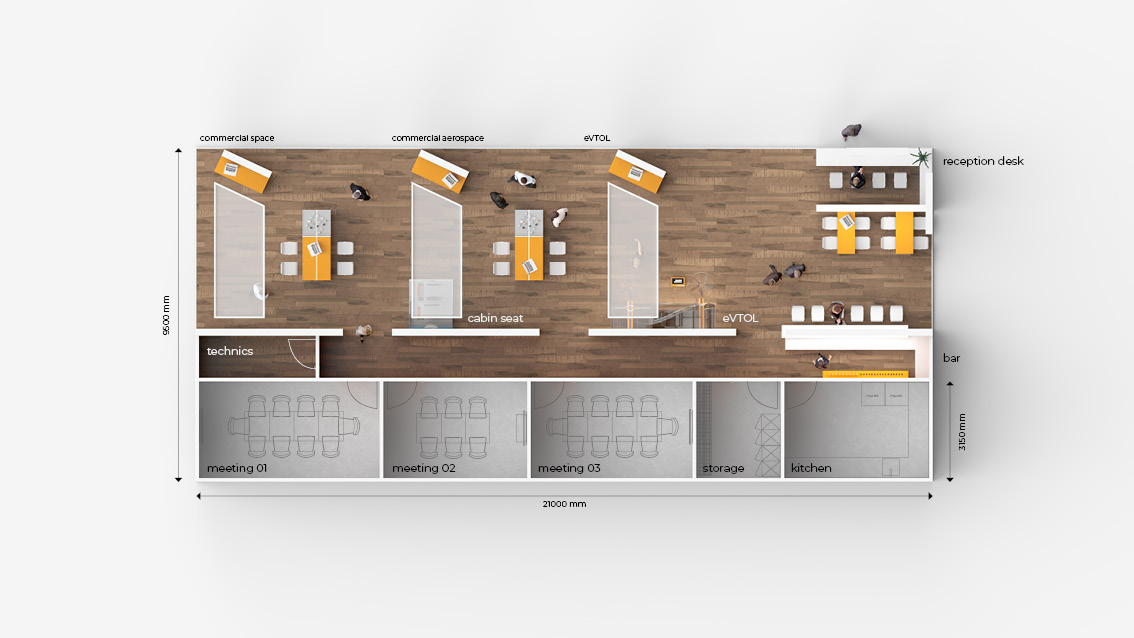 commercial space
commercial aerospace
eVTOL
reception desk
9500 mm
cabin seat
eVTOL
technics
bar
3150 mm
meeting 01
meeting 02
meeting 03
storage
kitchen
21000 mm